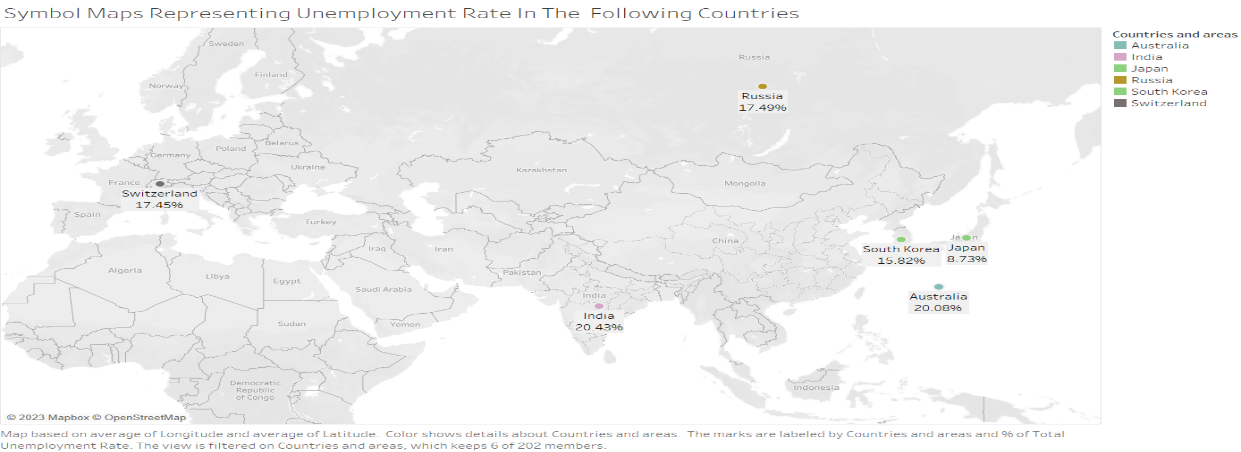 Symbol Maps Representing Unemployment Rate In The Following Countries
Countries and areas
Australia
India
Japan
Russia
South Korea
Switzerland
Sweden
Russia
Finland
Norway
Russia
17.49%
Belarus
Poland
Germany
Ukraine
Kazakhstan
France
Mongolia
Switzerland
17.45%
Spain
Turkey
Japan
China
Iraq
Iran
South Korea
15.82%
Japan
8.73%
Algeria
Libya
Egypt
Pakistan
Saudi Arabia
India
Australia
20.08%
India
20.43%
Sudan
Yemen
Democratic
Republic
of Congo
Indonesia
© 2023 Mapbox © OpenStreetMap
Map based on average of Longitude and average of Latitude. Color shows details about Countries and areas. The marks are labeled by Countries and areas and % of Total
Unemployment Rate. The view is filtered on Countries and areas, which keeps 6 of 202 members.